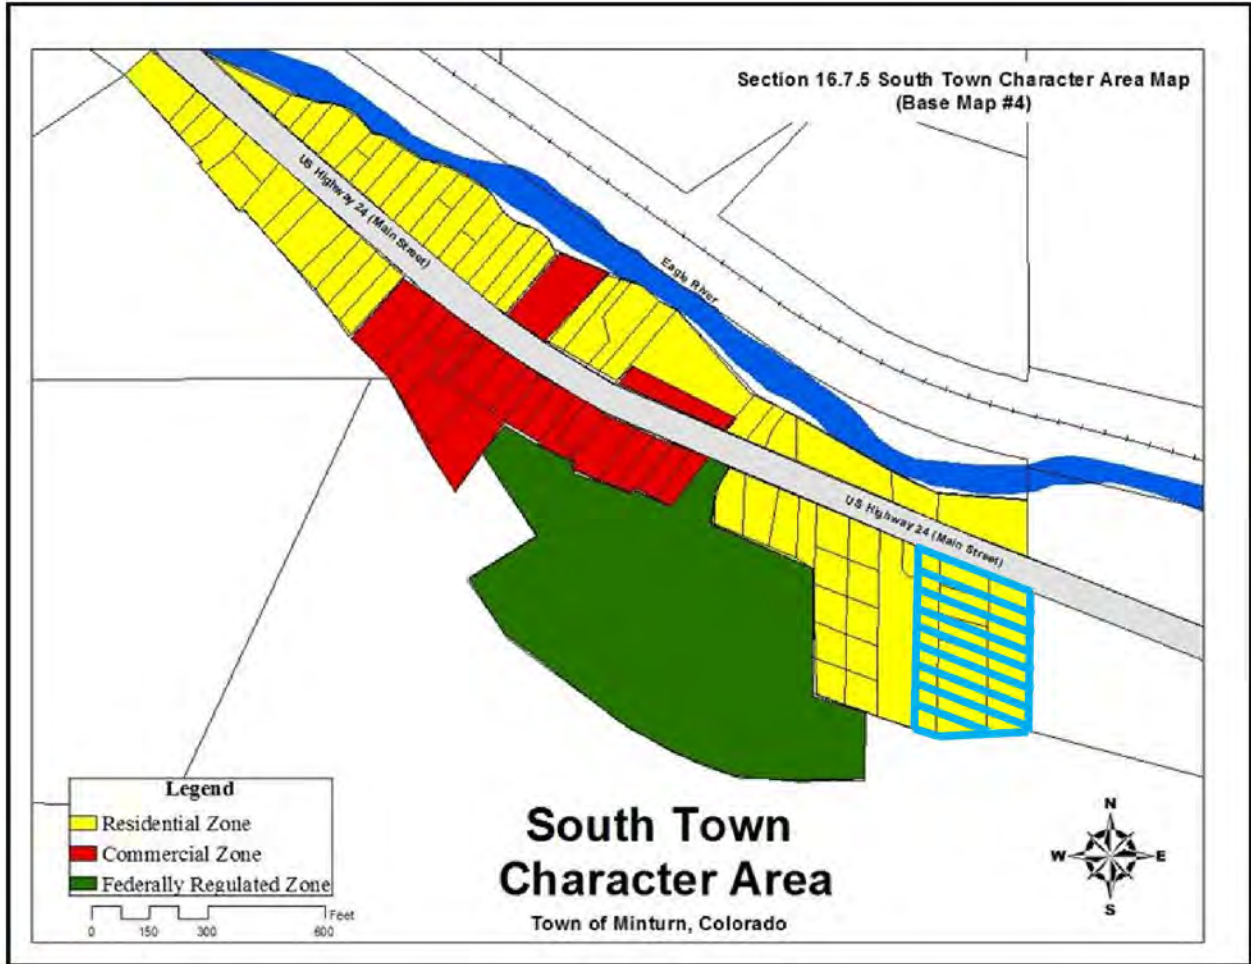 Section 16.7.5 South Town Character Area Map
(Base Map #4)
US Highway 24 (Main Street)
Eagle River
US Highway 24 (Main Street)
Legend
Residential Zone
Commercial Zone
Federally Regulated Zone
Feet
0 150 300 600
South Town
Character Area
Town of Minturn, Colorado
N
W E
S